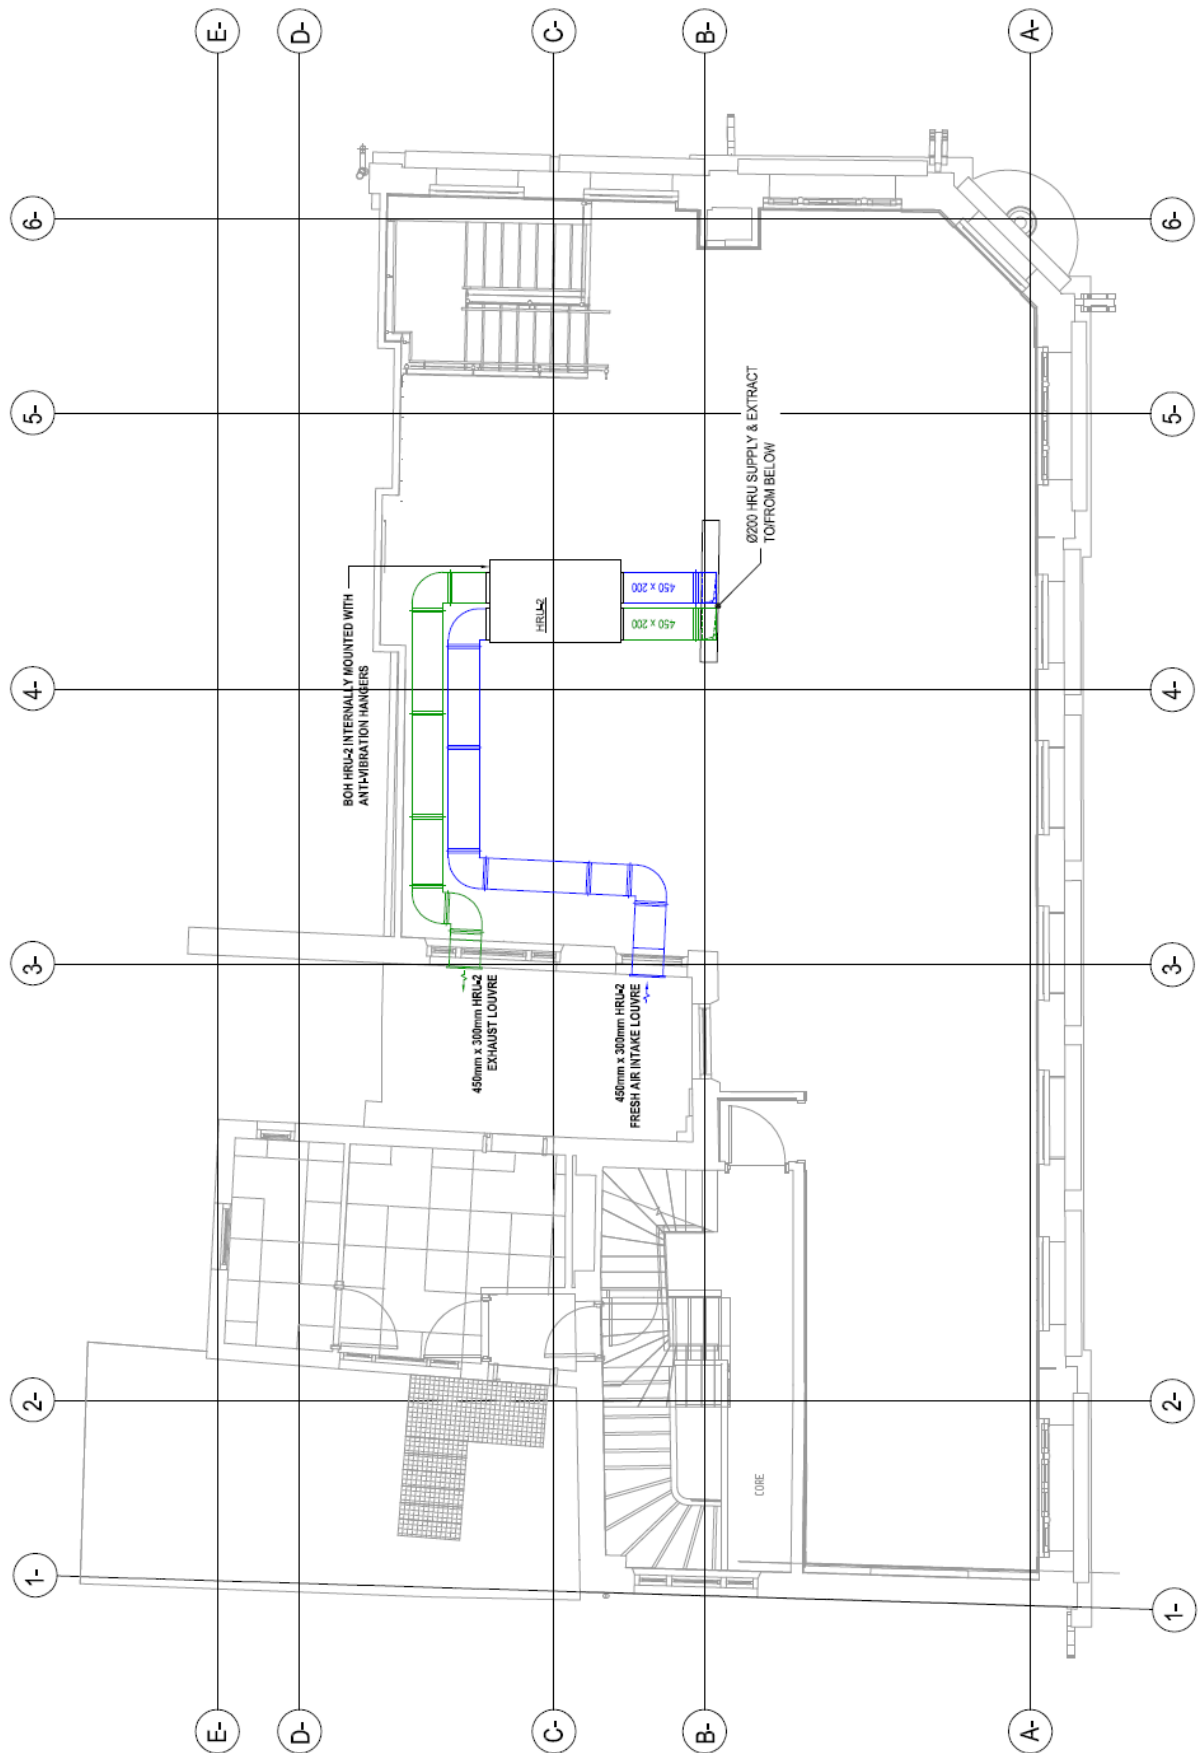 E-
D-
C-
B-
A-
6-
6-
5-
5-
4-
4-
3-
3-
2-
2-
1-
1-
E-
D-
C-
B-
A-
BOH HRU-2 INTERNALLY MOUNTED WITH
ANTI-VIBRATION HANGERS
HRU-2
450 x 200
450 x 200
Ø200 HRU SUPPLY & EXTRACT
TO/FROM BELOW
450mm x 300mm HRU-2
EXHAUST LOUVRE
450mm x 300mm HRU-2
FRESH AIR INTAKE LOUVRE
CORE